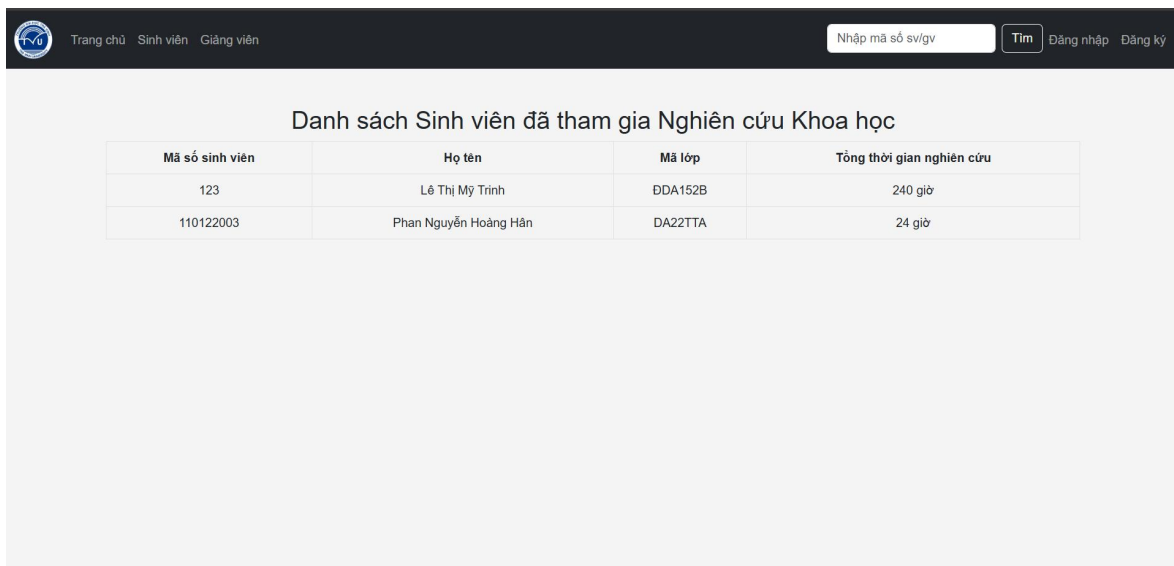 TVU Trang chủ Sinh viên Giảng viên Nhập mã số sv/gv Tìm Đăng nhập Đăng ký
Danh sách Sinh viên đã tham gia Nghiên cứu Khoa học
Mã số sinh viên Họ tên Mã lớp Tổng thời gian nghiên cứu
123 Lê Thị Mỹ Trinh ĐDA152B 240 giờ
110122003 Phan Nguyễn Hoàng Hân DA22TTA 24 giờ